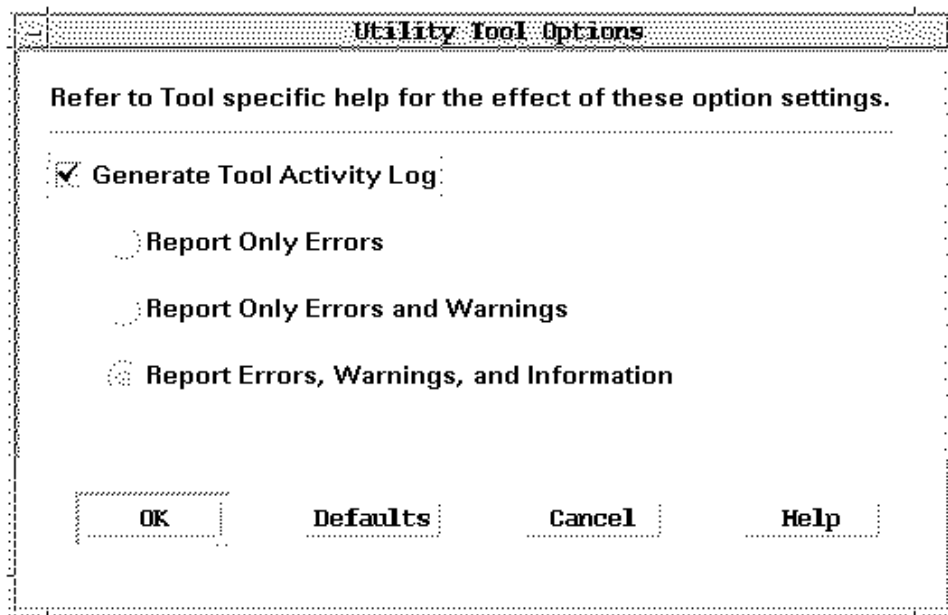 Utility Tool Options
Refer to Tool specific help for the effect of these option settings.
Generate Tool Activity Log
Report Only Errors
Report Only Errors and Warnings
Report Errors, Warnings, and Information
OK Defaults Cancel Help